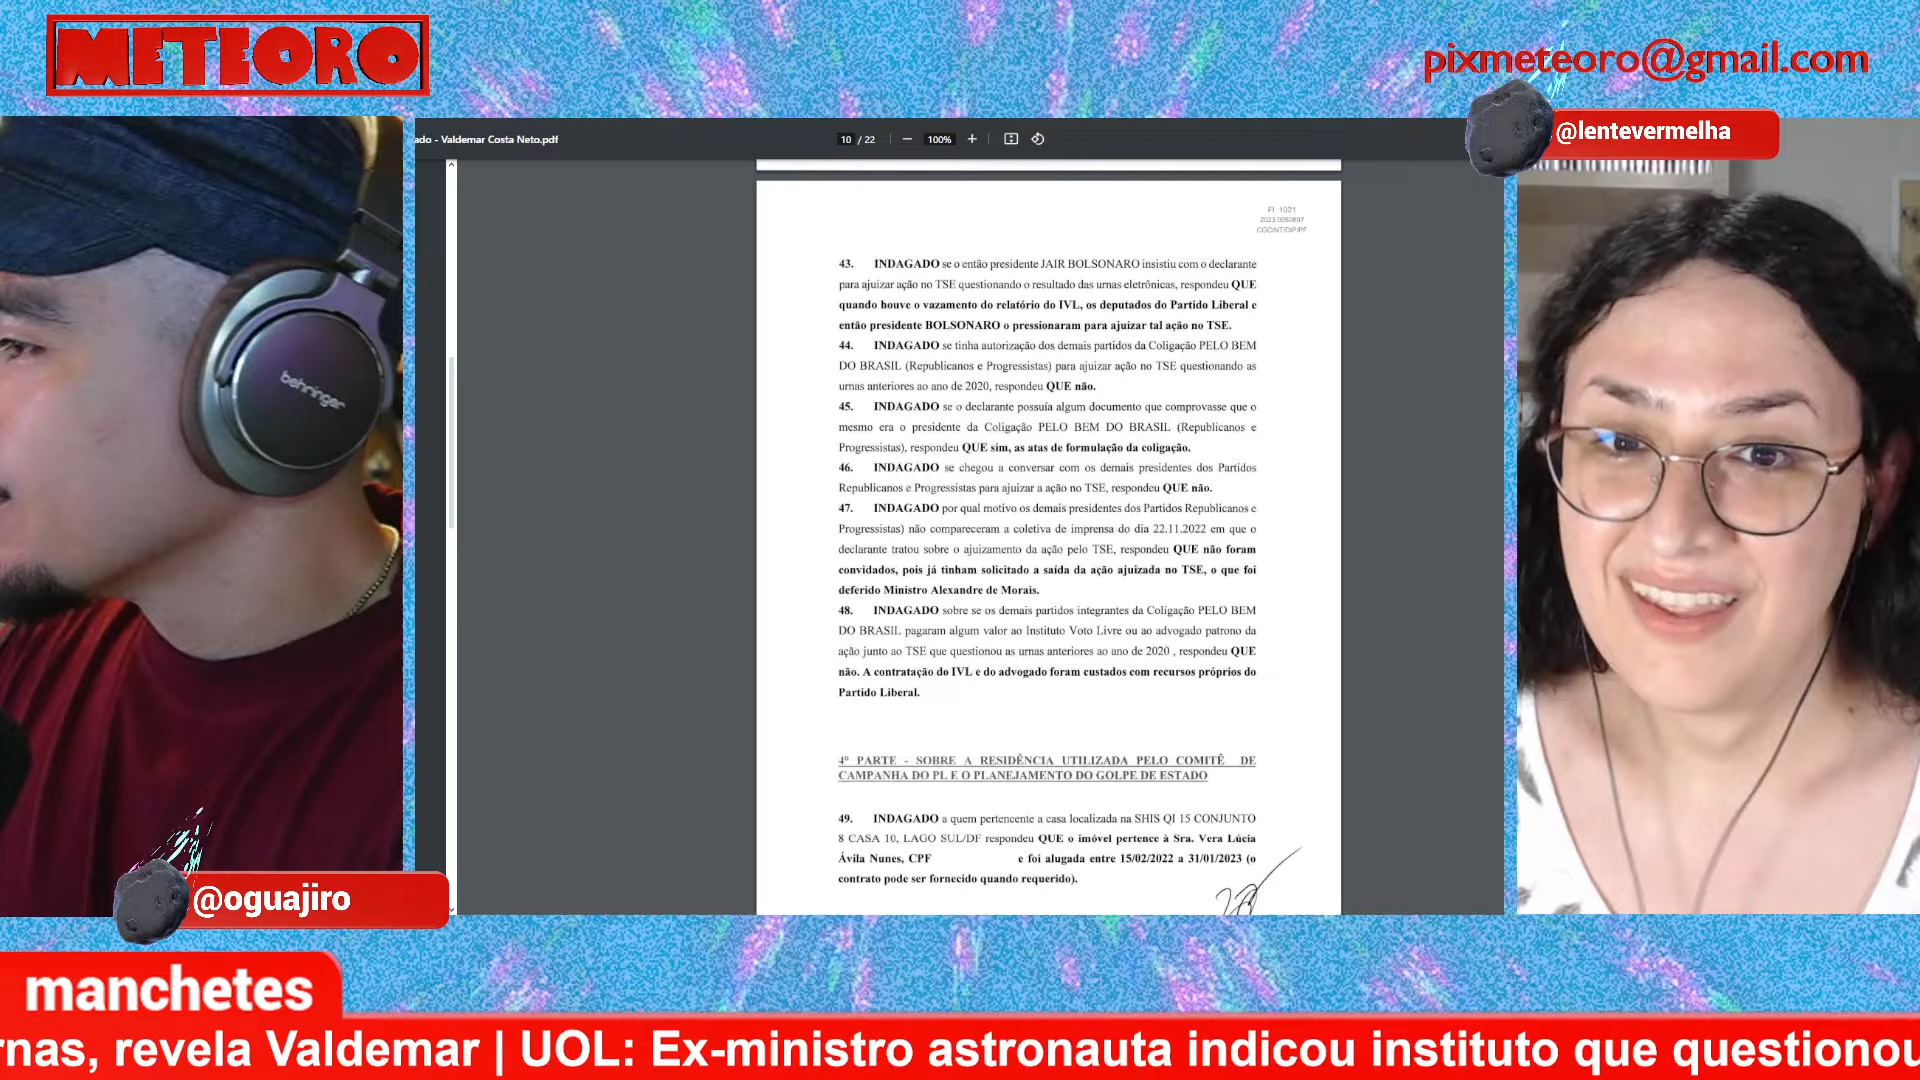 METEORO
pixmeteoro@gmail.com
@lentevermelha
ado - Valdemar Costa Neto.pdf
10 / 22
100%
Fl 1021
2023.0050897
CGCINT/DIP/PF
43. INDAGADO se o então presidente JAIR BOLSONARO insistiu com o declarante
para ajuizar ação no TSE questionando o resultado das urnas eletrônicas, respondeu QUE
quando houve o vazamento do relatório do IVL, os deputados do Partido Liberal e
então presidente BOLSONARO o pressionaram para ajuizar tal ação no TSE.
44. INDAGADO se tinha autorização dos demais partidos da Coligação PELO BEM
DO BRASIL (Republicanos e Progressistas) para ajuizar ação no TSE questionando as
urnas anteriores ao ano de 2020, respondeu QUE não.
45. INDAGADO se o declarante possuía algum documento que comprovasse que o
mesmo era o presidente da Coligação PELO BEM DO BRASIL (Republicanos e
Progressistas), respondeu QUE sim, as atas de formulação da coligação.
46. INDAGADO se chegou a conversar com os demais presidentes dos Partidos
Republicanos e Progressistas para ajuizar a ação no TSE, respondeu QUE não.
47. INDAGADO por qual motivo os demais presidentes dos Partidos Republicanos e
Progressistas) não compareceram a coletiva de imprensa do dia 22.11.2022 em que o
declarante tratou sobre o ajuizamento da ação pelo TSE, respondeu QUE não foram
convidados, pois já tinham solicitado a saída da ação ajuizada no TSE, o que foi
deferido Ministro Alexandre de Morais.
48. INDAGADO sobre se os demais partidos integrantes da Coligação PELO BEM
DO BRASIL pagaram algum valor ao Instituto Voto Livre ou ao advogado patrono da
ação junto ao TSE que questionou as urnas anteriores ao ano de 2020 , respondeu QUE
não. A contratação do IVL e do advogado foram custados com recursos próprios do
Partido Liberal.
4º PARTE - SOBRE A RESIDÊNCIA UTILIZADA PELO COMITÊ DE
CAMPANHA DO PL E O PLANEJAMENTO DO GOLPE DE ESTADO
49. INDAGADO a quem pertencente a casa localizada na SHIS QI 15 CONJUNTO
8 CASA 10, LAGO SUL/DF respondeu QUE o imóvel pertence à Sra. Vera Lúcia
Ávila Nunes, CPF e foi alugada entre 15/02/2022 a 31/01/2023 (o
contrato pode ser fornecido quando requerido).
behringer
@oguajiro
manchetes
rnas, revela Valdemar | UOL: Ex-ministro astronauta indicou instituto que questionou